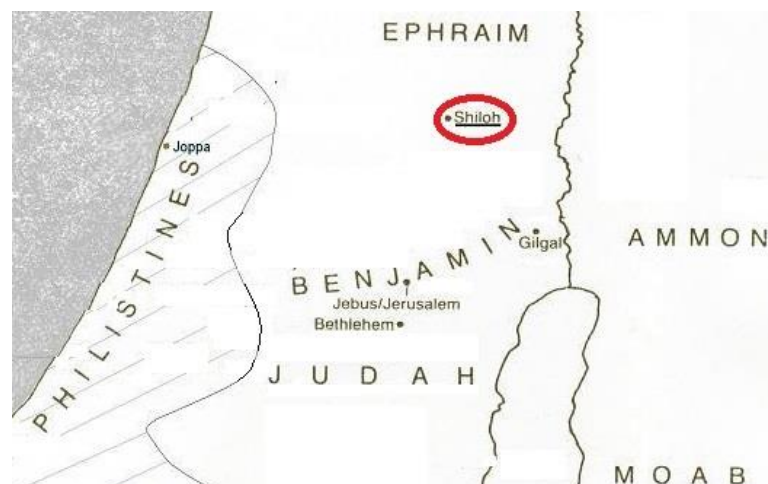 EPHRAIM
Shiloh
Joppa
PHILISTINES
BENJAMIN
Gilgal
AMMON
Jebus/Jerusalem
Bethlehem
JUDAH
MOAB